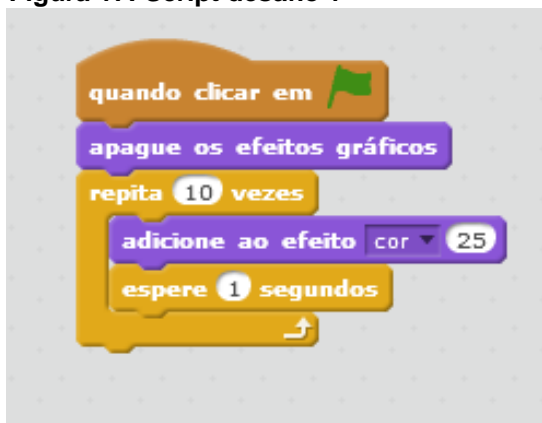 quando clicar em
apague os efeitos gráficos
repita 10 vezes
adicione ao efeito cor 25
espere 1 segundos